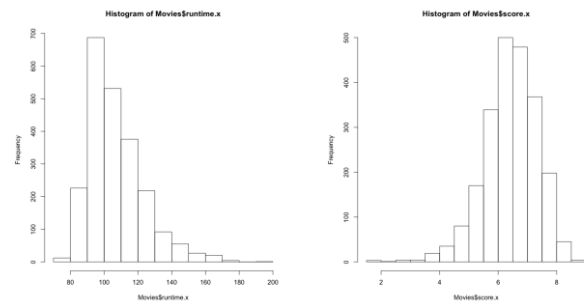 Histogram of Movies$runtime.x
Frequency
700
600
500
400
300
200
100
0
80 100 120 140 160 180 200
Movies$runtime.x
Histogram of Movies$score.x
Frequency
500
400
300
200
100
0
2 4 6 8
Movies$score.x